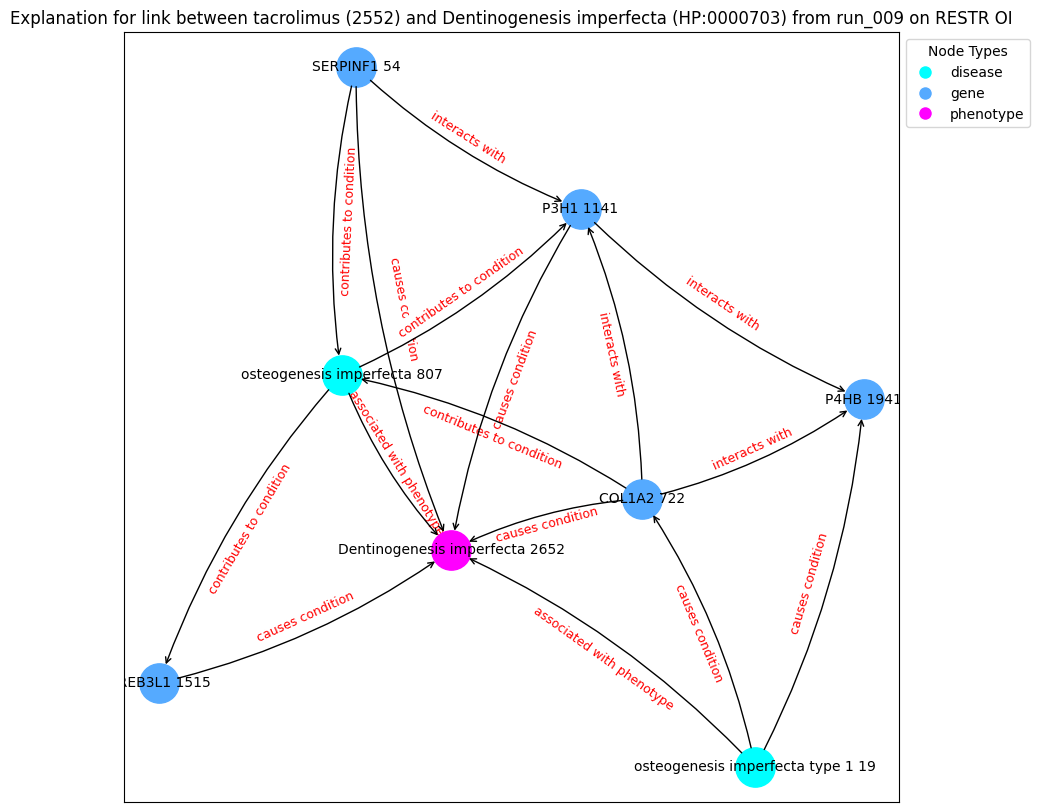 Explanation for link between tacrolimus (2552) and Dentinogenesis imperfecta (HP:0000703) from run_009 on RESTR OI
Node Types
disease
gene
phenotype
SERPINF1 54
interacts with
contributes to condition
P3H1 1141
contributes to condition
causes co
ion
interacts with
interacts with
causes condition
osteogenesis imperfecta 807
P4HB 1941
associated with phenotype
contributes to condition
interacts with
COL1A2 722
causes condition
Dentinogenesis imperfecta 2652
contributes to condition
causes condition
causes condition
causes condition
associated with phenotype
REB3L1 1515
osteogenesis imperfecta type 1 19